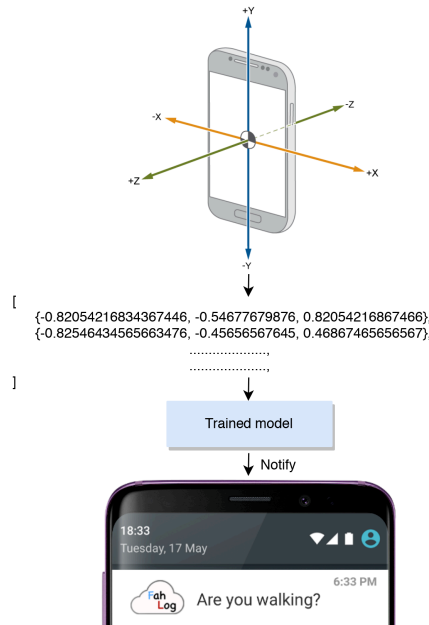 +Y
-X
-Z
+Z
+X
-Y
[
{-0.82054216834367446, -0.54677679876, 0.82054216867466},
{-0.82546434565663476, -0.45656567645, 0.46867465656567},
....................,
....................,
]
Trained model
Notify
18:33
Tuesday, 17 May
6:33 PM
Fah
Log
Are you walking?